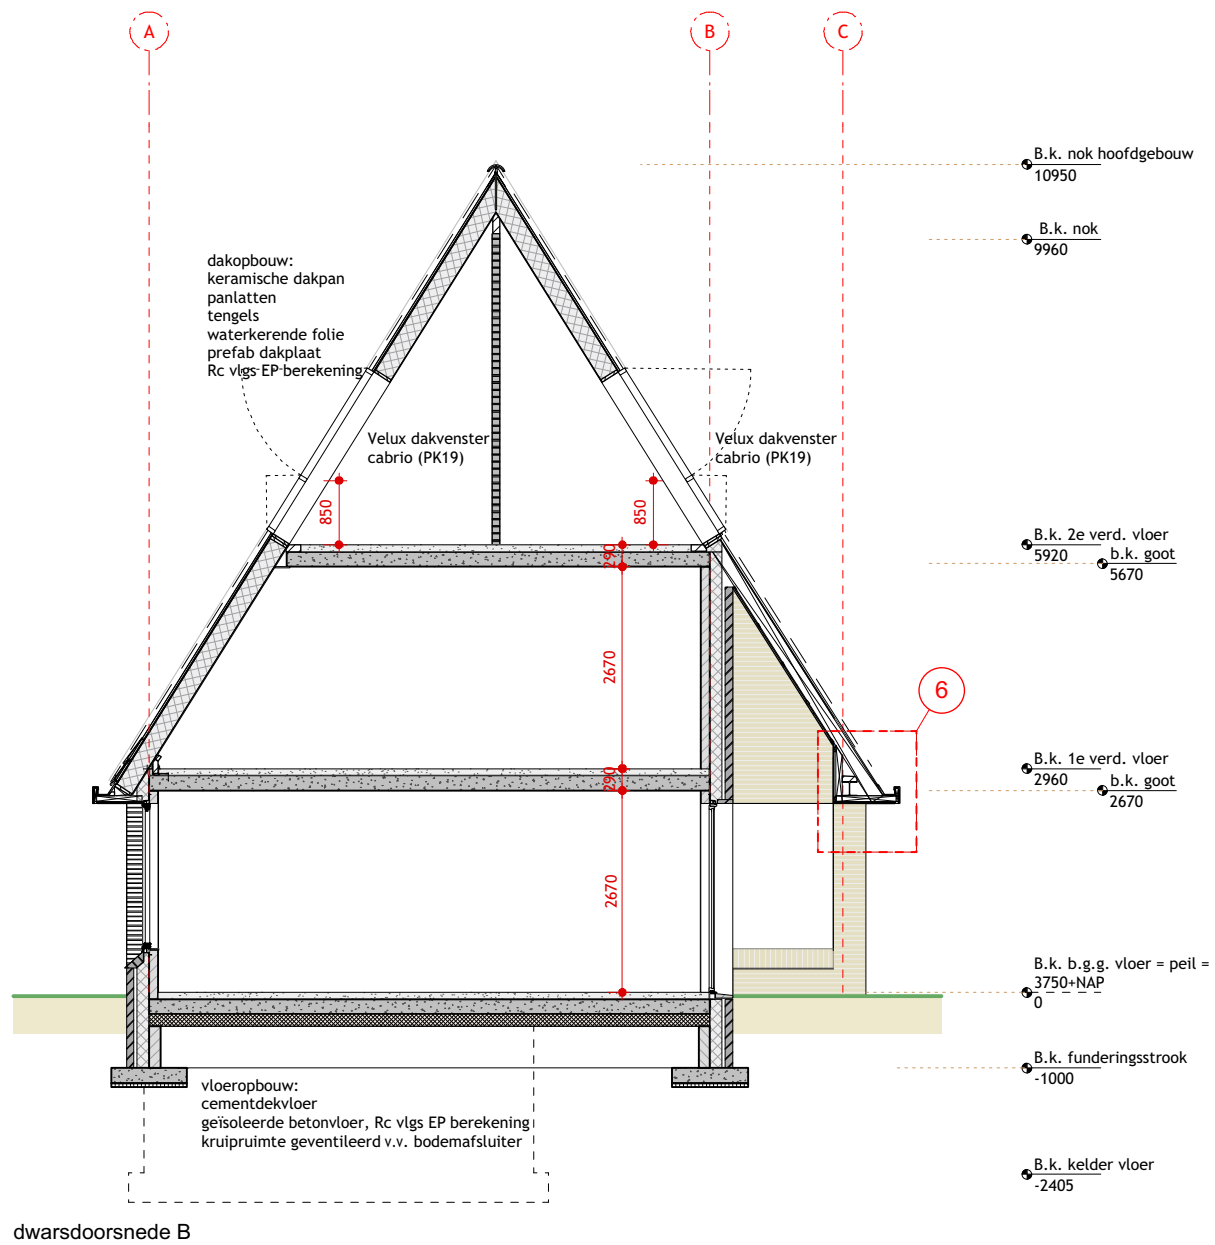 A
B
C
B.k. nok hoofdgebouw
10950
B.k. nok
9960
dakopbouw:
keramische dakpan
panlatten
tengels
waterkerende folie
prefab dakplaat
Rc vlgs EP berekening
Velux dakvenster
cabrio (PK19)
Velux dakvenster
cabrio (PK19)
850
850
290
B.k. 2e verd. vloer
5920
b.k. goot
5670
2670
6
290
B.k. 1e verd. vloer
2960
b.k. goot
2670
2670
B.k. b.g.g. vloer = peil =
3750+NAP
0
B.k. funderingsstrook
-1000
vloeropbouw:
cementdekvloer
geïsoleerde betonvloer, Rc vlgs EP berekening
kruipruimte geventileerd v.v. bodemafsluiter
B.k. kelder vloer
-2405
dwarsdoorsnede B